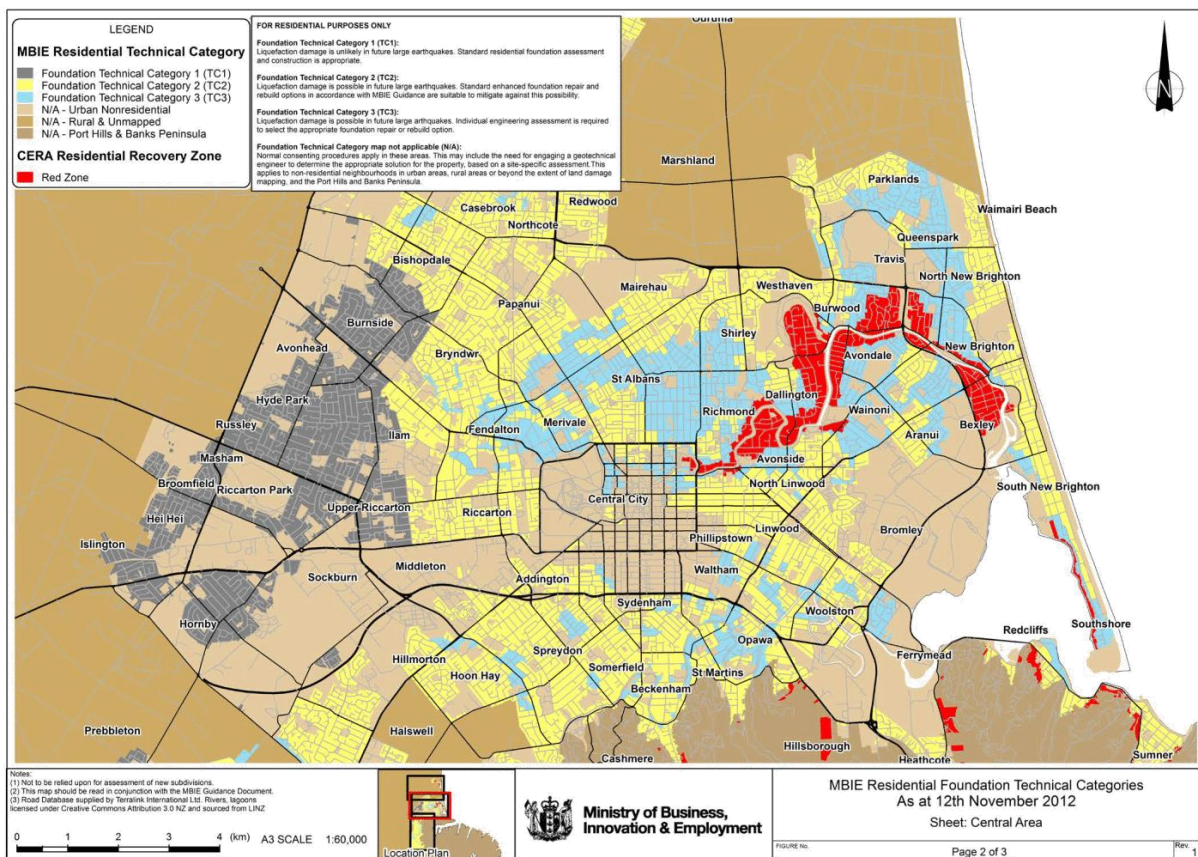 LEGEND
MBIE Residential Technical Category
Foundation Technical Category 1 (TC1)
Foundation Technical Category 2 (TC2)
Foundation Technical Category 3 (TC3)
N/A - Urban Nonresidential
N/A - Rural & Unmapped
N/A - Port Hills & Banks Peninsula
CERA Residential Recovery Zone
Red Zone
FOR RESIDENTIAL PURPOSES ONLY
Foundation Technical Category 1 (TC1):
Liquefaction damage is unlikely in future large earthquakes. Standard residential foundation assessment
and construction is appropriate.
Foundation Technical Category 2 (TC2):
Liquefaction damage is possible in future large earthquakes. Standard enhanced foundation repair and
rebuild options in accordance with MBIE Guidance are suitable to mitigate against this possibility.
Foundation Technical Category 3 (TC3):
Liquefaction damage is possible in future large arthquakes. Individual engineering assessment is required
to select the appropriate foundation repair or rebuild option.
Foundation Technical Category map not applicable (N/A):
Normal consenting procedures apply in these areas. This may include the need for engaging a geotechnical
engineer to determine the appropriate solution for the property, based on a site-specific assessment.This
applies to non-residential neighbourhoods in urban areas, rural areas or beyond the extent of land damage
mapping, and the Port Hills and Banks Peninsula.
Marshland
Parklands
Redwood
Casebrook
Waimairi Beach
Northcote
Queenspark
Bishopdale
Travis
North New Brighton
Mairehau
Westhaven
Papanui
Burwood
Burnside
Shirley
Avonhead
New Brighton
Bryndwr
Avondale
St Albans
Dallington
Hyde Park
Richmond
Wainoni
Russley
Merivale
Bexley
Ilam
Fendalton
Aranui
Masham
Avonside
Broomfield
North Linwood
South New Brighton
Riccarton Park
Central City
Upper Riccarton
Riccarton
Hei Hei
Linwood
Bromley
Islington
Phillipstown
Middleton
Waltham
Sockburn
Addington
Sydenham
Woolston
Hornby
Redcliffs
Southshore
Opawa
Spreydon
Ferrymead
Hillmorton
Somerfield
St Martins
Hoon Hay
Beckenham
Prebbleton
Halswell
Hillsborough
Cashmere
Heathcote
Sumner
Notes:
(1) Not to be relied upon for assessment of new subdivisions.
(2) This map should be read in conjunction with the MBIE Guidance Document.
(3) Road Database supplied by Terralink International Ltd. Rivers, lagoons
licensed under Creative Commons Attribution 3.0 NZ and sourced from LINZ
0 1 2 3 4 (km) A3 SCALE 1:60,000
Location Plan
Ministry of Business,
Innovation & Employment
MBIE Residential Foundation Technical Categories
As at 12th November 2012
Sheet: Central Area
FIGURE No. Page 2 of 3 Rev. 1